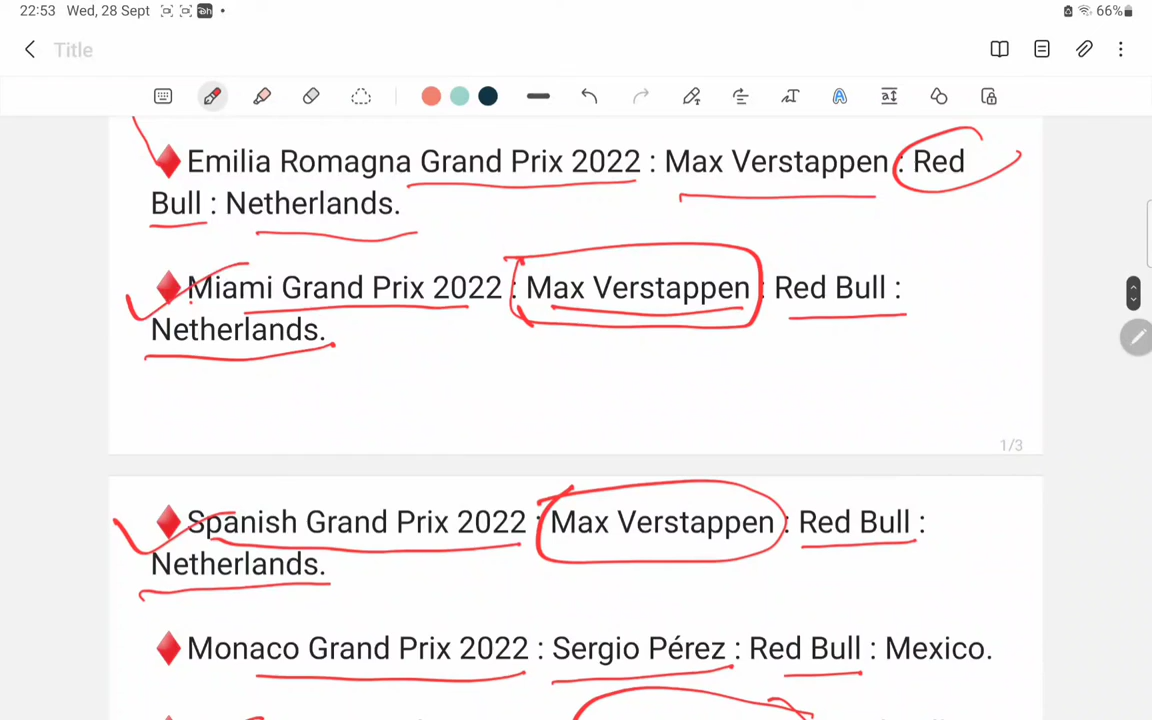 22:53 Wed, 28 Sept 66%
Title
Emilia Romagna Grand Prix 2022 : Max Verstappen : Red
Bull : Netherlands.
Miami Grand Prix 2022 : Max Verstappen : Red Bull :
Netherlands.
1/3
Spanish Grand Prix 2022 : Max Verstappen : Red Bull :
Netherlands.
Monaco Grand Prix 2022 : Sergio Pérez : Red Bull : Mexico.